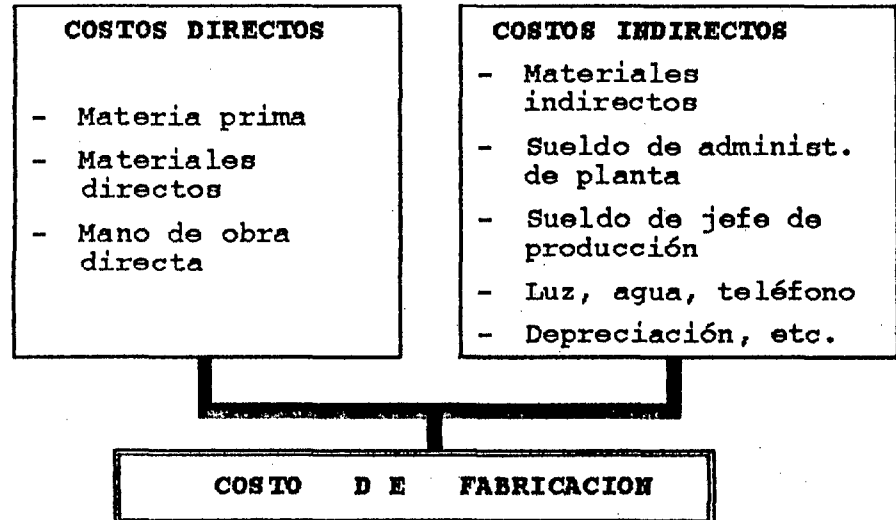 COSTOS DIRECTOS
- Materia prima
- Materiales
directos
- Mano de obra
directa
COSTOS INDIRECTOS
- Materiales
indirectos
- Sueldo de administ.
de planta
- Sueldo de jefe de
producción
- Luz, agua, teléfono
- Depreciación, etc.
COSTO D E FABRICACION